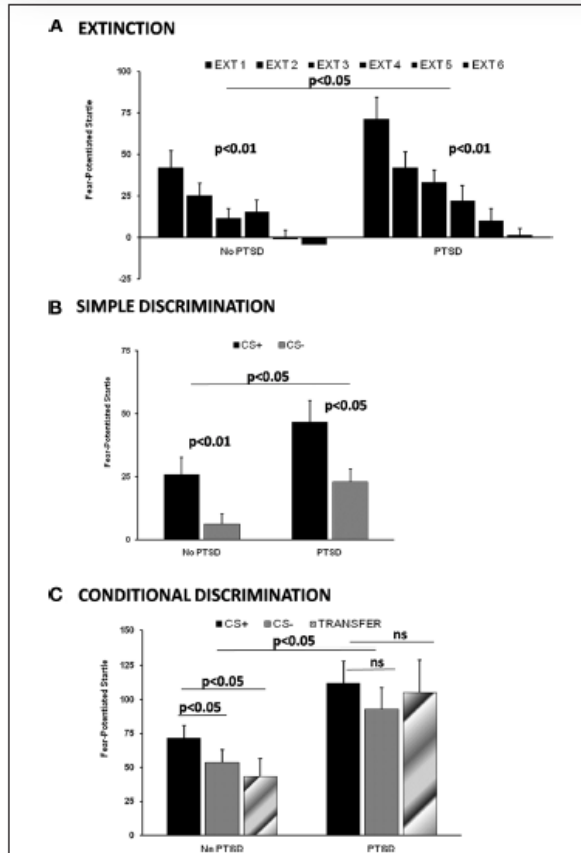 A EXTINCTION
EXT 1 EXT 2 EXT 3 EXT 4 EXT 5 EXT 6
p<0.05
100
75
50
25
0
-25
Fear-Potentiated Startle
p<0.01
p<0.01
No PTSD
PTSD
B SIMPLE DISCRIMINATION
CS+ CS-
75
50
25
0
Fear-Potentiated Startle
p<0.05
p<0.01
p<0.05
No PTSD
PTSD
C CONDITIONAL DISCRIMINATION
CS+ CS- TRANSFER
150
125
100
75
50
25
0
Fear-Potentiated Startle
p<0.05
ns
ns
p<0.05
p<0.05
No PTSD
PTSD